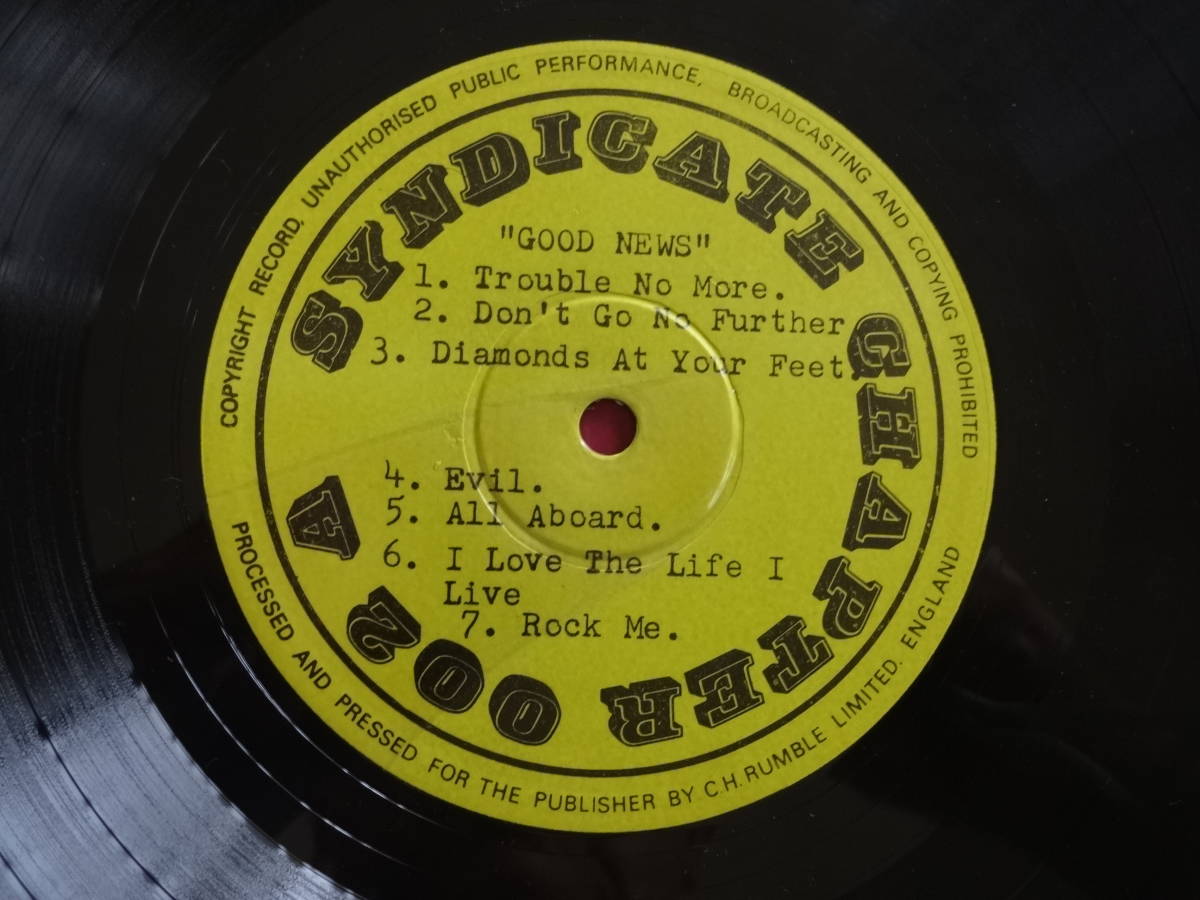 COPYRIGHT RECORD, UNAUTHORISED PUBLIC PERFORMANCE, BROADCASTING AND COPYING PROHIBITED
SYNDICATE CHAPTER 002 A
"GOOD NEWS"
1. Trouble No More.
2. Don't Go No Further
3. Diamonds At Your Feet.
4. Evil.
5. All Aboard.
6. I Love The Life I
Live
7. Rock Me.
PROCESSED AND PRESSED FOR THE PUBLISHER BY C.H. RUMBLE LIMITED. ENGLAND